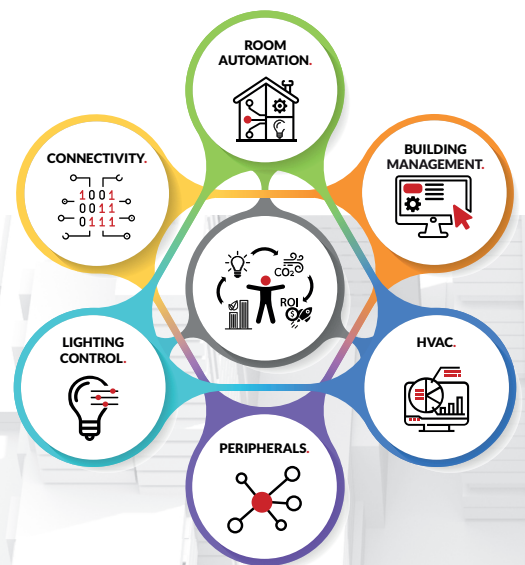 ROOM
AUTOMATION.
CONNECTIVITY.
1001
0011
0111
BUILDING
MANAGEMENT.
CO2
ROI
$
LIGHTING
CONTROL.
HVAC.
PERIPHERALS.